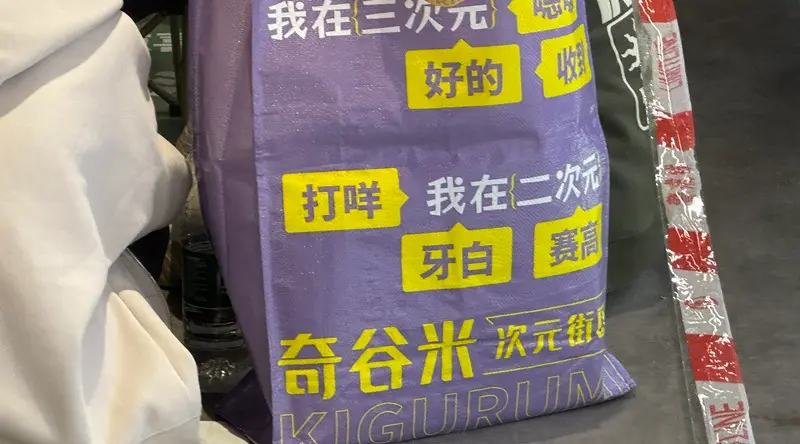 我在{三次元}
好的 收到
打咩 我在{二次元}
牙白 赛高
奇谷米 次元街
KIGURUMI